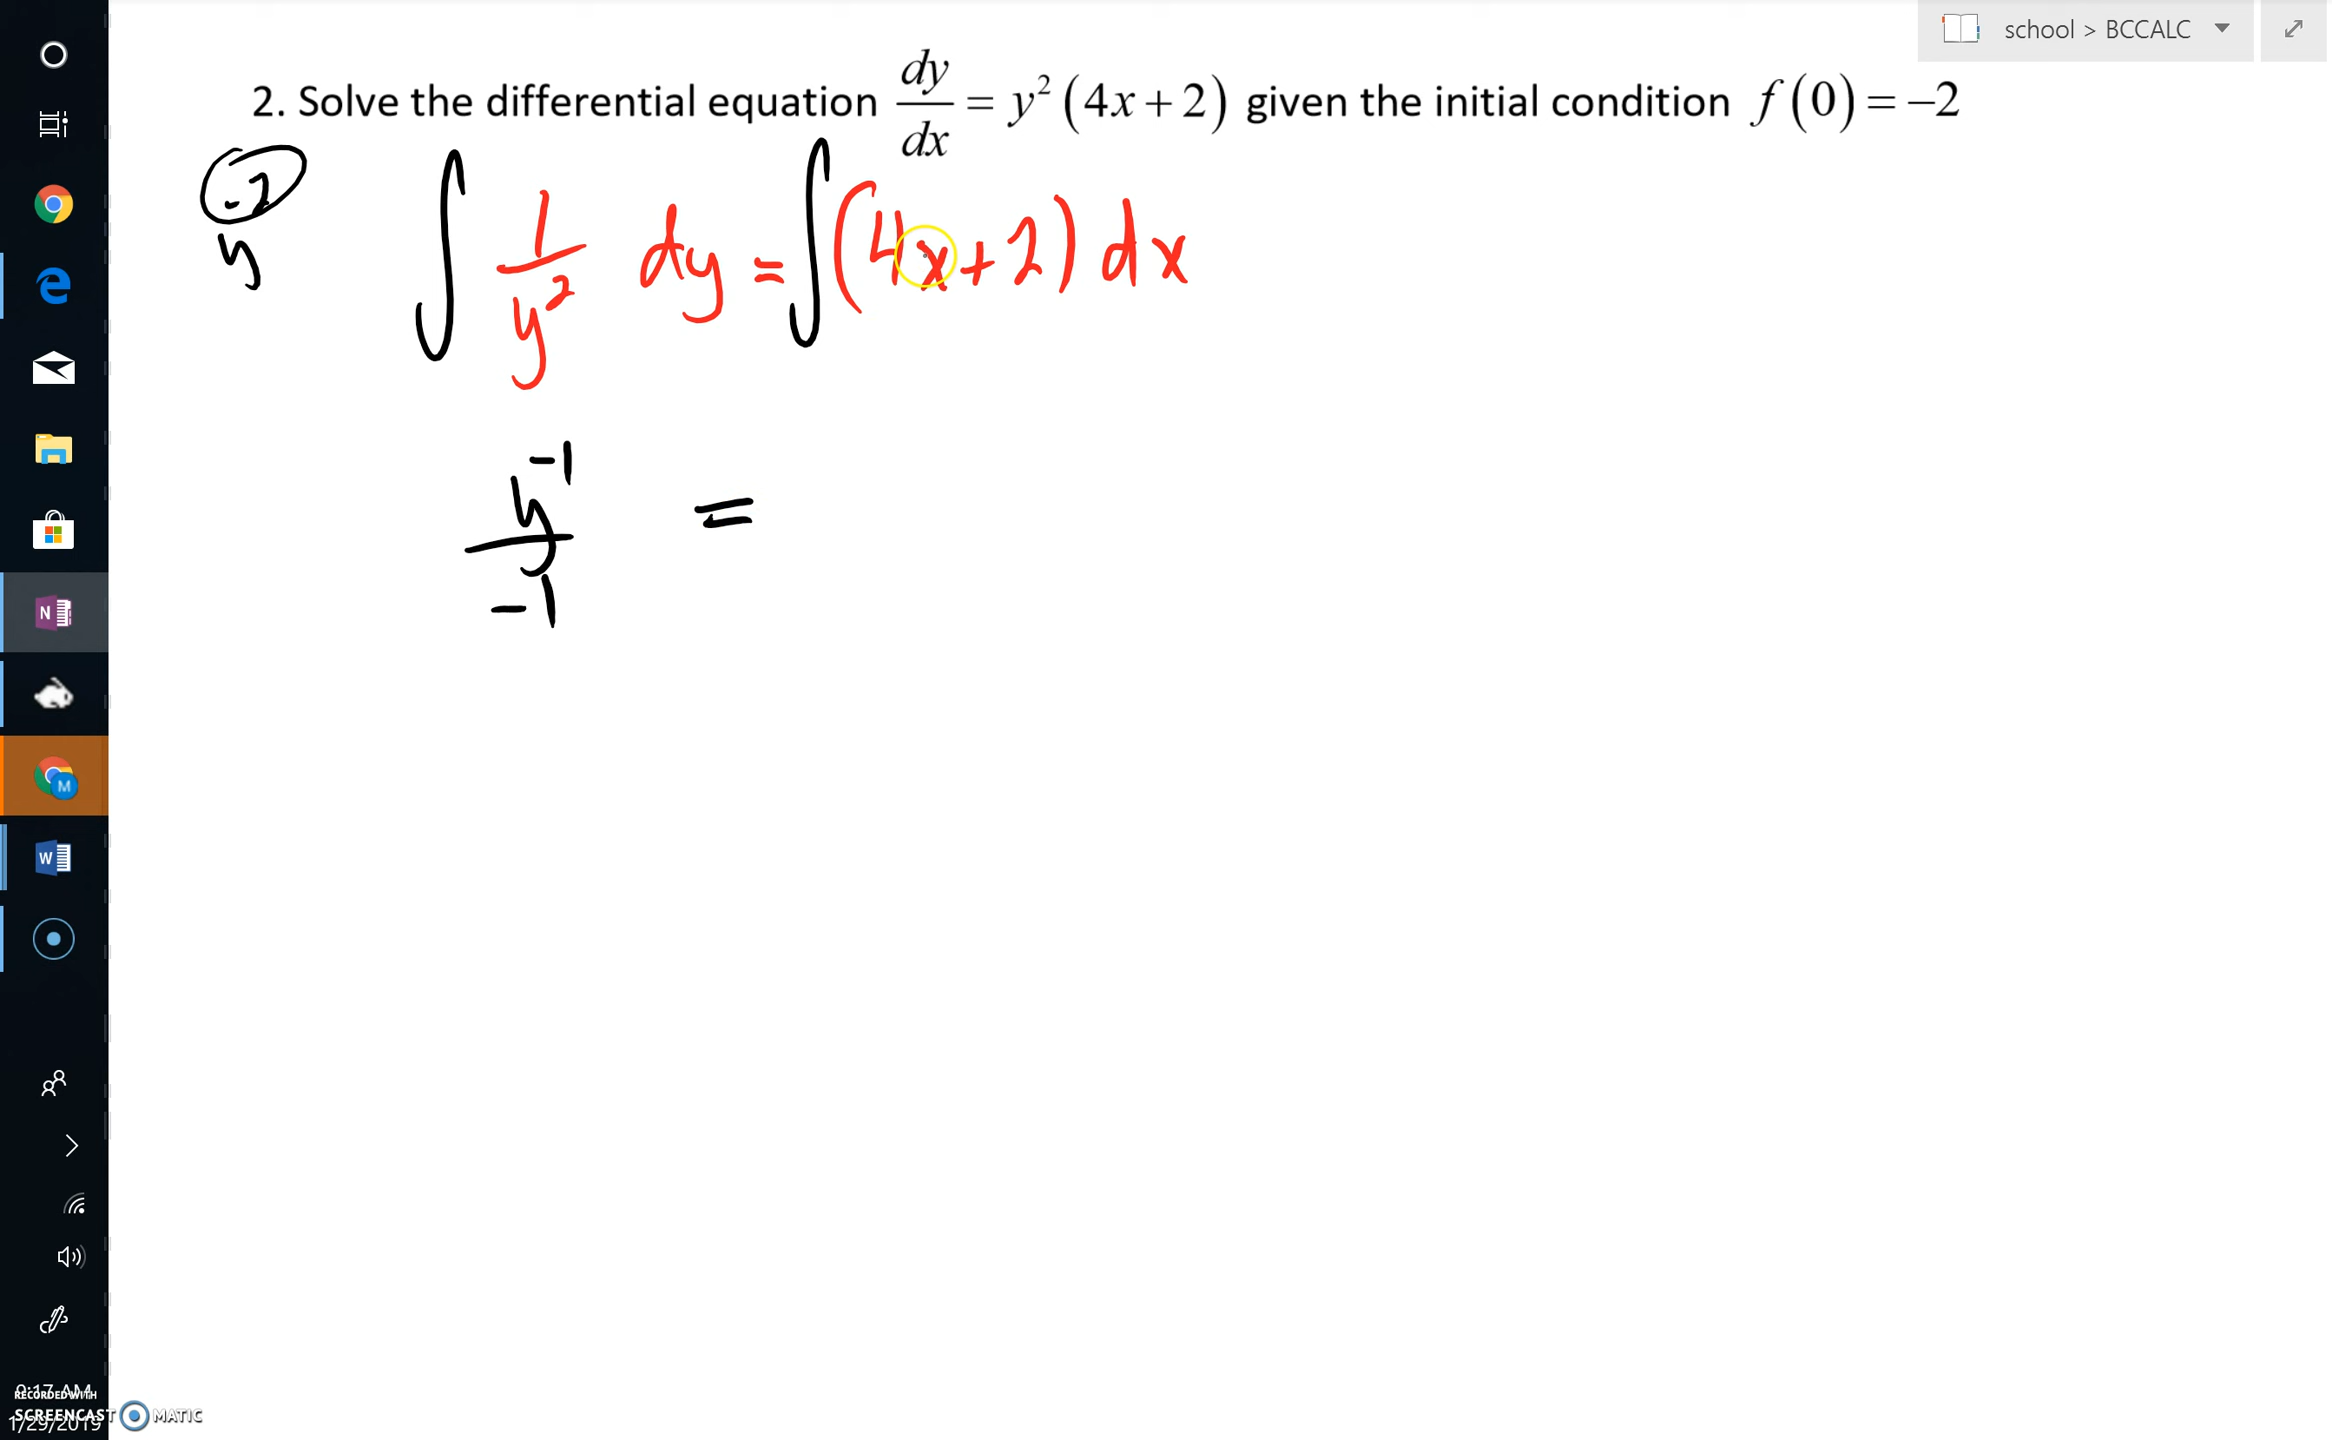 school > BCCALC
2. Solve the differential equation dy/dx = y² (4x + 2) given the initial condition f(0) = −2
y⁻²
∫ 1/y² dy = ∫ (4x+2) dx
y⁻¹/−1 =
N
M
W
RECORDED WITH
SCREENCAST MATIC
1/29/2019